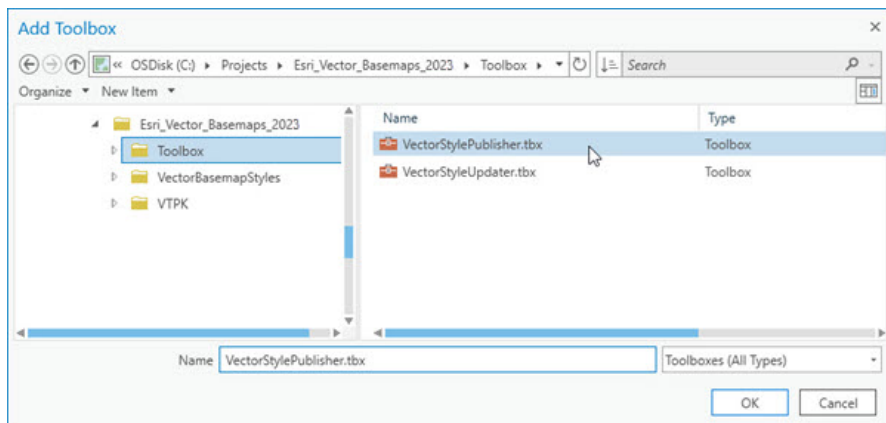 Add Toolbox
« OSDisk (C:) Projects Esri_Vector_Basemaps_2023 Toolbox Search
Organize New Item
Esri_Vector_Basemaps_2023
Toolbox
VectorBasemapStyles
VTPK
Name Type
VectorStylePublisher.tbx Toolbox
VectorStyleUpdater.tbx Toolbox
Name VectorStylePublisher.tbx Toolboxes (All Types)
OK Cancel